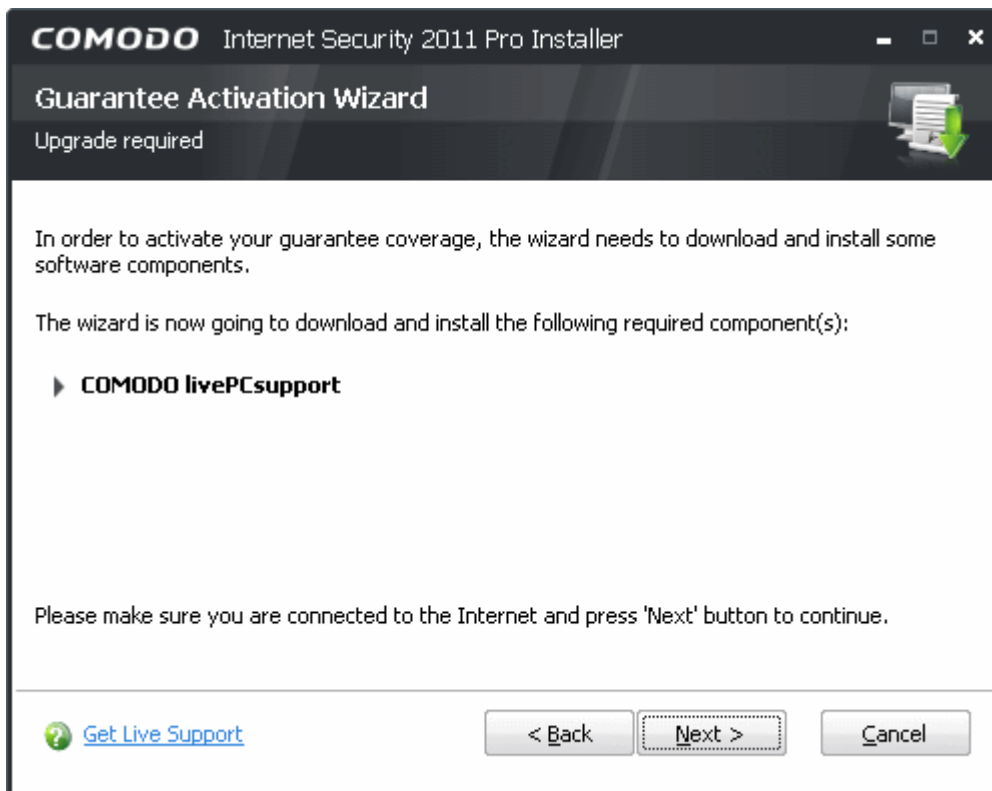 COMODO Internet Security 2011 Pro Installer
Guarantee Activation Wizard
Upgrade required
In order to activate your guarantee coverage, the wizard needs to download and install some
software components.
The wizard is now going to download and install the following required component(s):
COMODO livePCsupport
Please make sure you are connected to the Internet and press 'Next' button to continue.
Get Live Support
< Back
Next >
Cancel